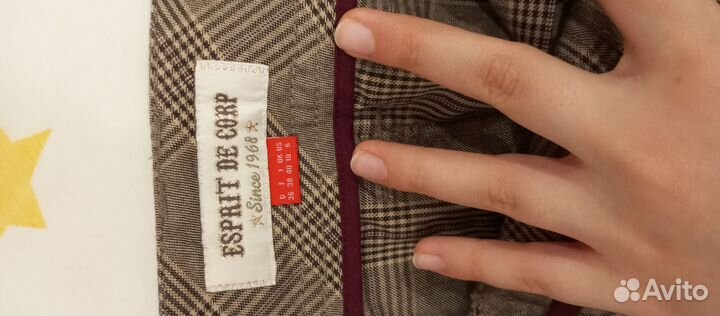 ESPRIT DE CORP
Since 1968
D I UK US
36 38 40 10 6
Avito